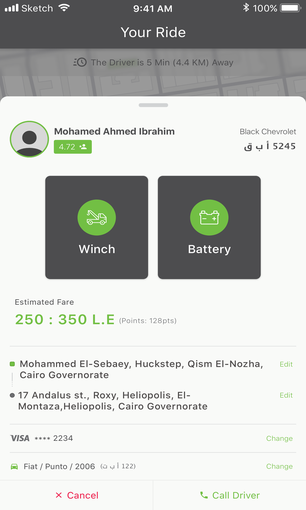 Sketch 9:41 AM 100%
Your Ride
The Driver is 5 Min (4.4 KM) Away
Mohamed Ahmed Ibrahim
Black Chevrolet
4.72
5245 أ ب ق
Winch
Battery
Estimated Fare
250 : 350 L.E (Points: 128pts)
Mohammed El-Sebaey, Huckstep, Qism El-Nozha, Edit
Cairo Governorate
17 Andalus st., Roxy, Heliopolis, El- Edit
Montaza,Heliopolis, Cairo Governorate
VISA •••• 2234 Change
Fiat / Punto / 2006 (122 أ ب ت) Change
× Cancel
Call Driver